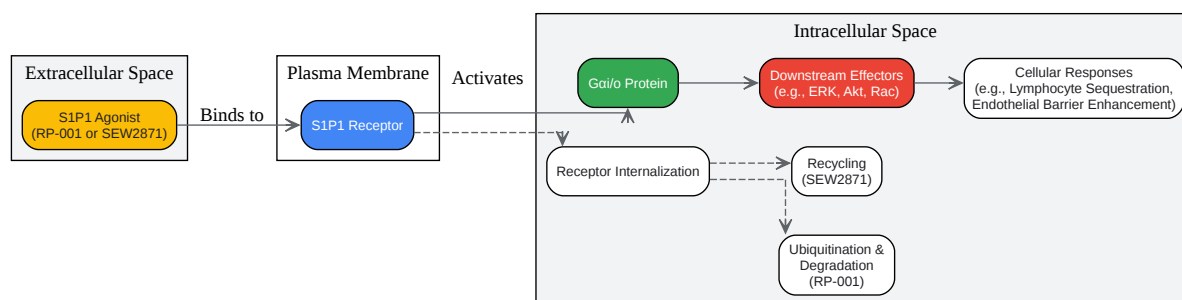 Extracellular Space
S1P1 Agonist
(RP-001 or SEW2871)
Binds to
Plasma Membrane
S1P1 Receptor
Activates
Intracellular Space
Gαi/o Protein
Downstream Effectors
(e.g., ERK, Akt, Rac)
Cellular Responses
(e.g., Lymphocyte Sequestration,
Endothelial Barrier Enhancement)
Receptor Internalization
Recycling
(SEW2871)
Ubiquitination &
Degradation
(RP-001)